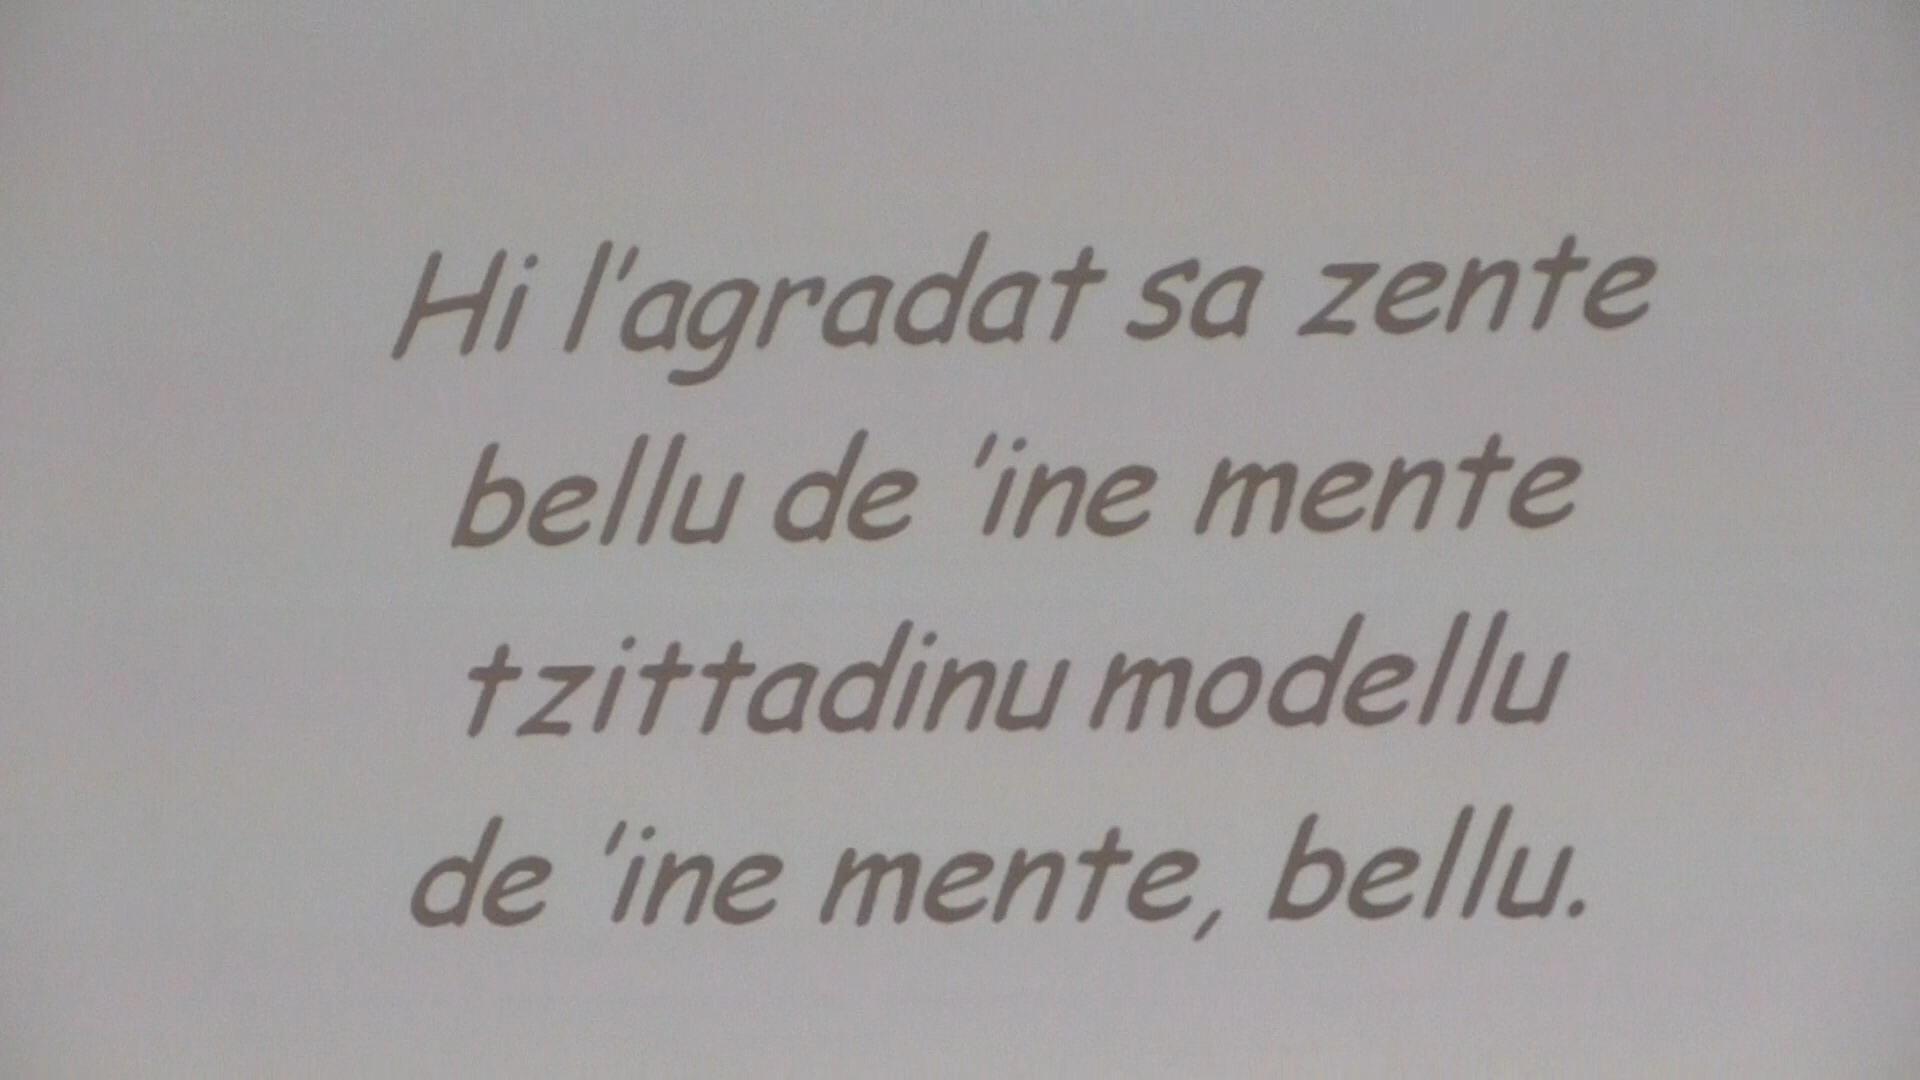 Hi l'agradat sa zente
bellu de 'ine mente
tzittadinu modellu
de 'ine mente, bellu.